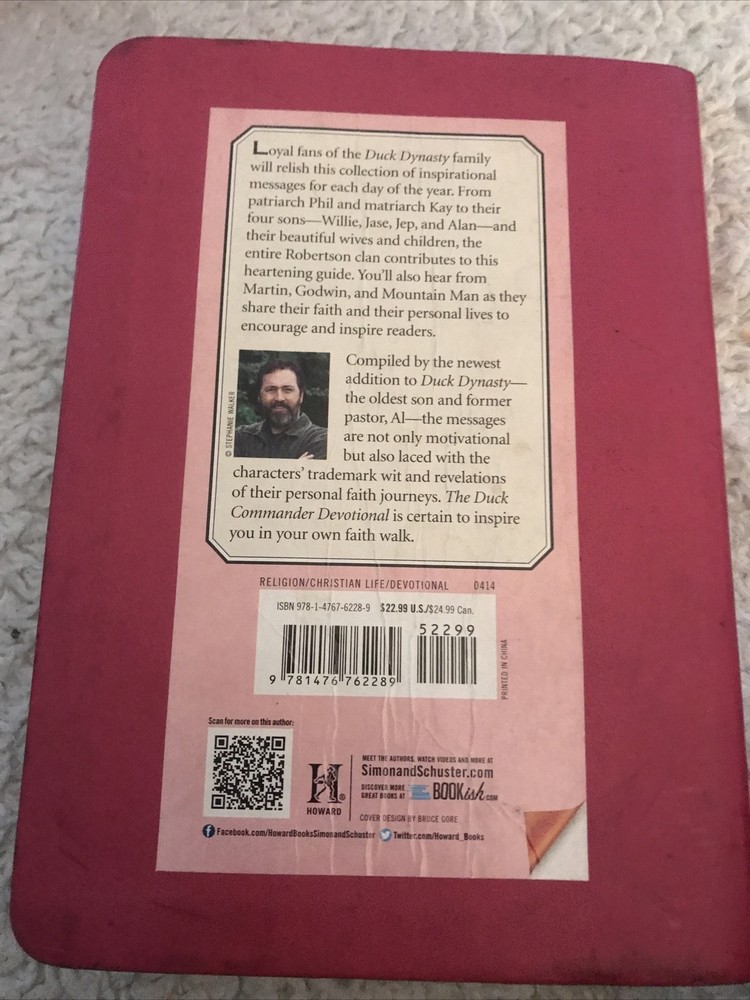 Loyal fans of the Duck Dynasty family
will relish this collection of inspirational
messages for each day of the year. From
patriarch Phil and matriarch Kay to their
four sons—Willie, Jase, Jep, and Alan—and
their beautiful wives and children, the
entire Robertson clan contributes to this
heartening guide. You'll also hear from
Martin, Godwin, and Mountain Man as they
share their faith and their personal lives to
encourage and inspire readers.
© STEPHANIE WALKER
Compiled by the newest
addition to Duck Dynasty—
the oldest son and former
pastor, Al—the messages
are not only motivational
but also laced with the
characters' trademark wit and revelations
of their personal faith journeys. The Duck
Commander Devotional is certain to inspire
you in your own faith walk.
RELIGION/CHRISTIAN LIFE/DEVOTIONAL 0414
ISBN 978-1-4767-6228-9 $22.99 U.S./$24.99 Can.
52299
9 781476 762289
PRINTED IN CHINA
Scan for more on this author:
H®
HOWARD
MEET THE AUTHORS, WATCH VIDEOS AND MORE AT
SimonandSchuster.com
DISCOVER MORE
GREAT BOOKS AT
BOOKish.COM
COVER DESIGN BY BRUCE GORE
Facebook.com/HowardBooksSimonandSchuster Twitter.com/Howard_Books